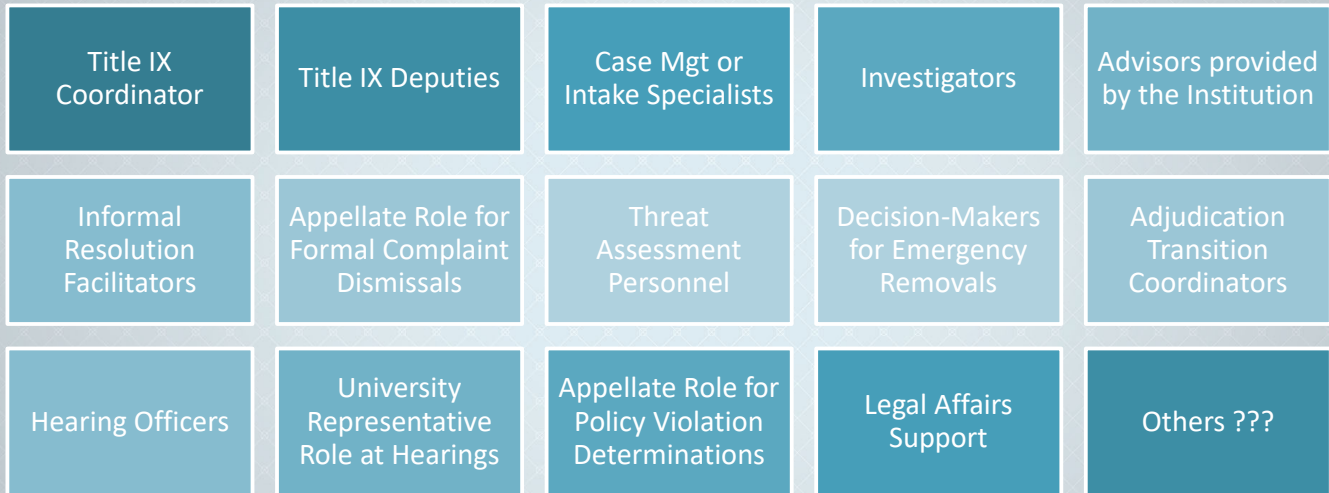 Title IX
Coordinator
Title IX Deputies
Case Mgt or
Intake Specialists
Investigators
Advisors provided
by the Institution
Informal
Resolution
Facilitators
Appellate Role for
Formal Complaint
Dismissals
Threat
Assessment
Personnel
Decision-Makers
for Emergency
Removals
Adjudication
Transition
Coordinators
Hearing Officers
University
Representative
Role at Hearings
Appellate Role for
Policy Violation
Determinations
Legal Affairs
Support
Others ???